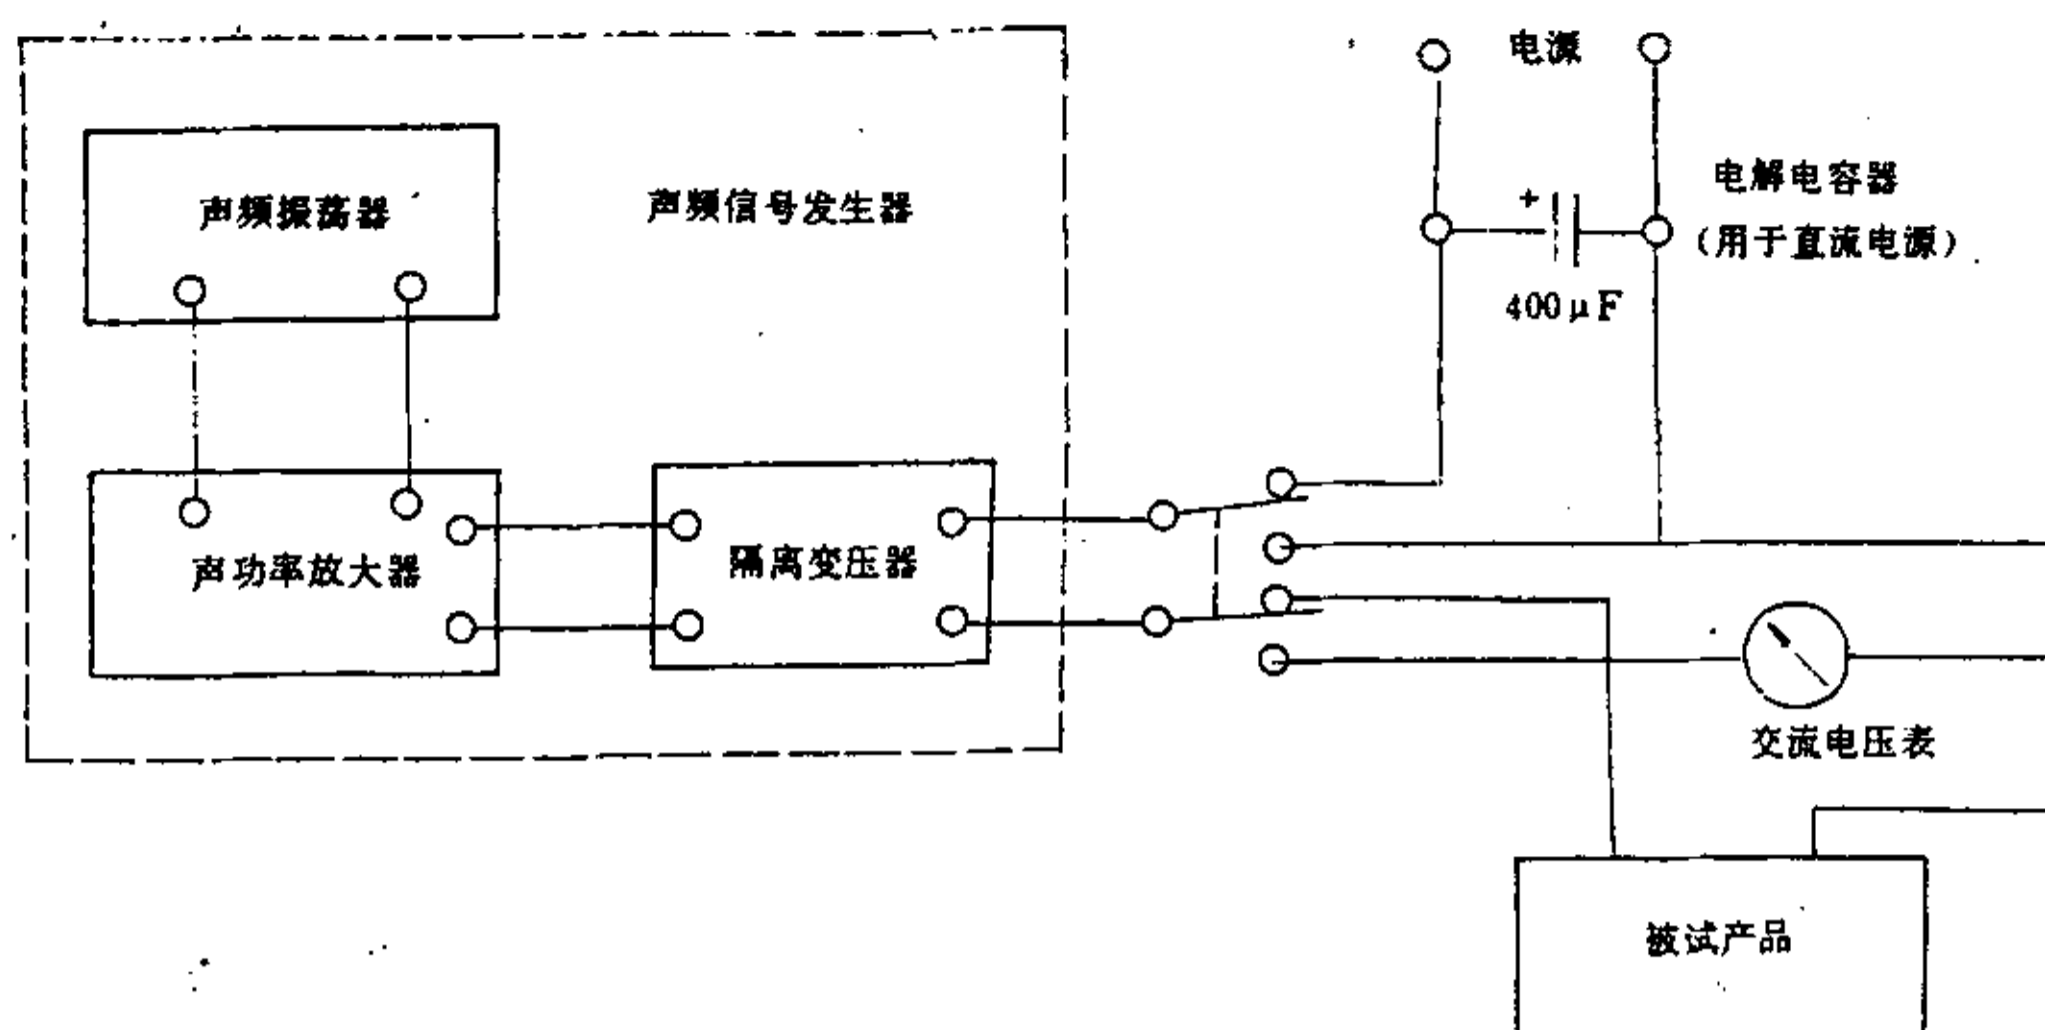 电源
声频振荡器
声频信号发生器
+
电解电容器
(用于直流电源)
400μF
声功率放大器
隔离变压器
交流电压表
被试产品